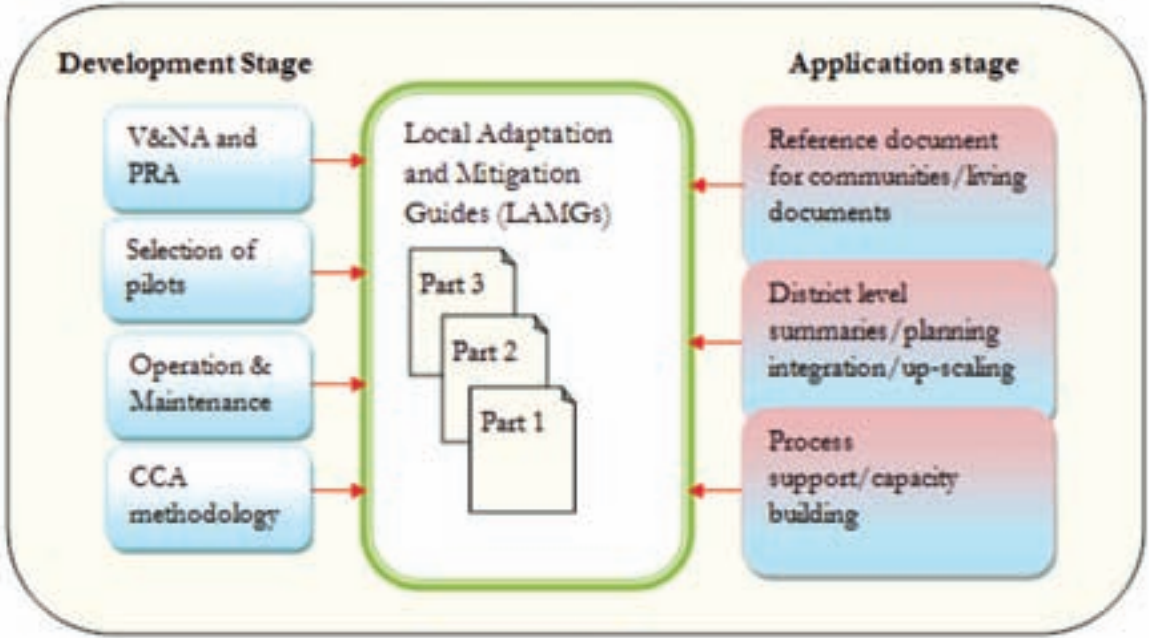 Development Stage
V&NA and
PRA
Selection of
pilots
Operation &
Maintenance
CCA
methodology
Local Adaptation
and Mitigation
Guides (LAMGs)
Part 3
Part 2
Part 1
Application stage
Reference document
for communities/living
documents
District level
summaries/planning
integration/up-scaling
Process
support/capacity
building